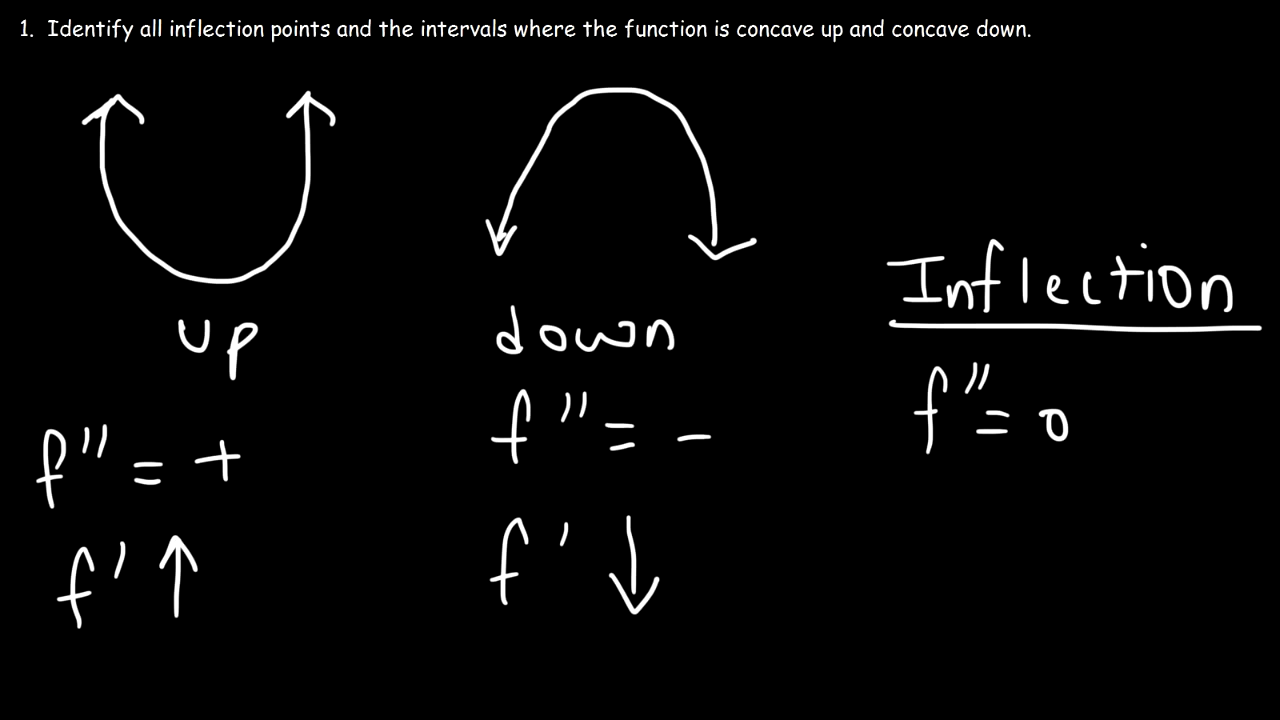 1. Identify all inflection points and the intervals where the function is concave up and concave down.
up
f'' = +
f' ↑
down
f'' = -
f' ↓
Inflection
f'' = 0